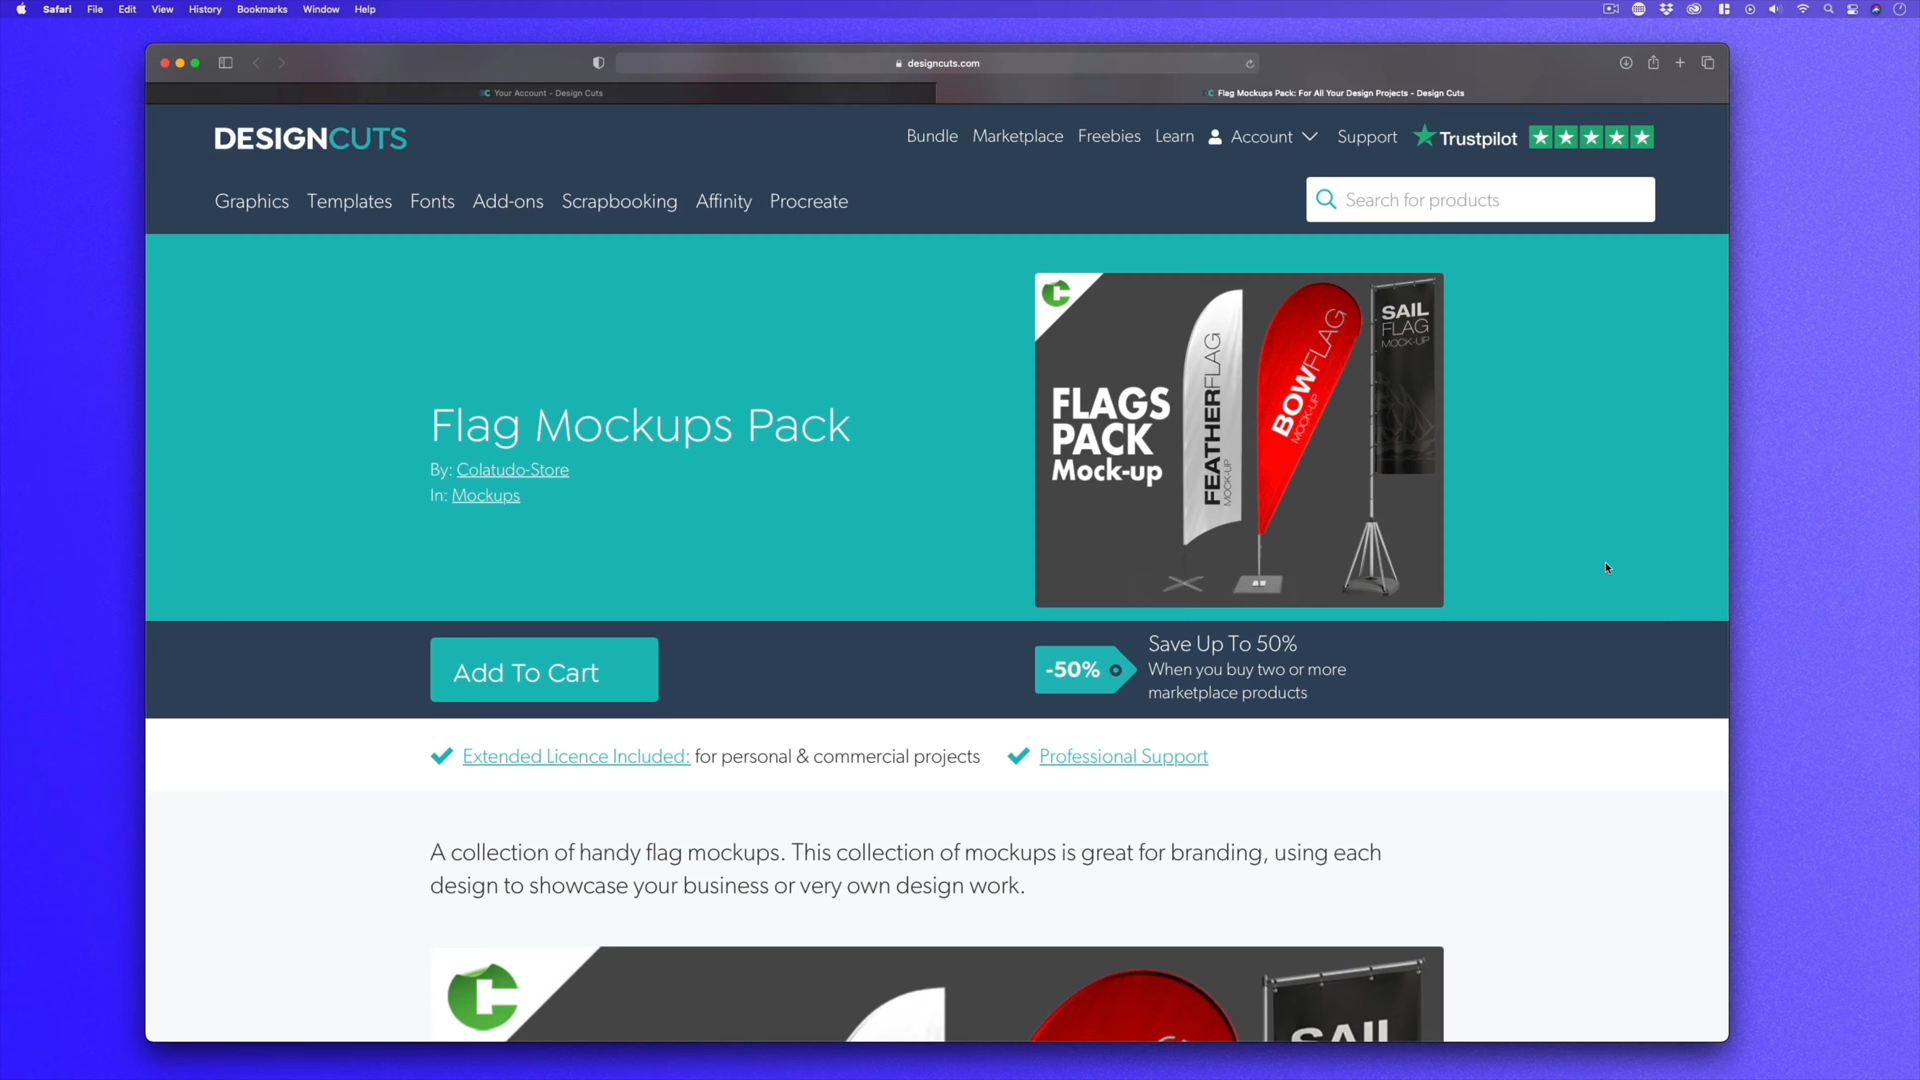 Safari File Edit View History Bookmarks Window Help
designcuts.com
Your Account - Design Cuts
Flag Mockups Pack: For All Your Design Projects - Design Cuts
DESIGNCUTS
Bundle Marketplace Freebies Learn Account Support Trustpilot
Graphics Templates Fonts Add-ons Scrapbooking Affinity Procreate
Search for products
Flag Mockups Pack
By: Colatudo-Store
In: Mockups
FLAGS
PACK
Mock-up
FEATHERFLAG
MOCK-UP
BOWFLAG
MOCK-UP
SAIL
FLAG
MOCK-UP
Add To Cart
-50%
Save Up To 50%
When you buy two or more
marketplace products
Extended Licence Included: for personal & commercial projects
Professional Support
A collection of handy flag mockups. This collection of mockups is great for branding, using each
design to showcase your business or very own design work.
SAIL